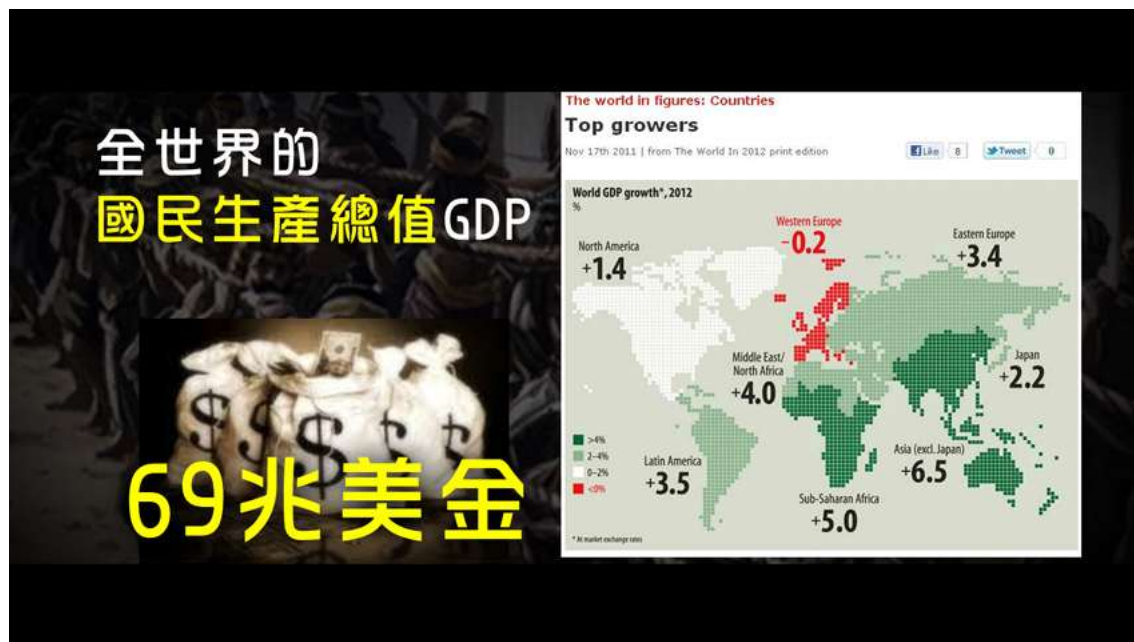 全世界的
國民生產總值GDP
69兆美金
The world in figures: Countries
Top growers
Nov 17th 2011 | from The World In 2012 print edition
Like 8
Tweet 0
World GDP growth*, 2012
%
North America
+1.4
Western Europe
-0.2
Eastern Europe
+3.4
Middle East/
North Africa
+4.0
Japan
+2.2
Latin America
+3.5
Sub-Saharan Africa
+5.0
Asia (excl. Japan)
+6.5
>4%
2-4%
0-2%
<0%
* At market exchange rates
$
$
$